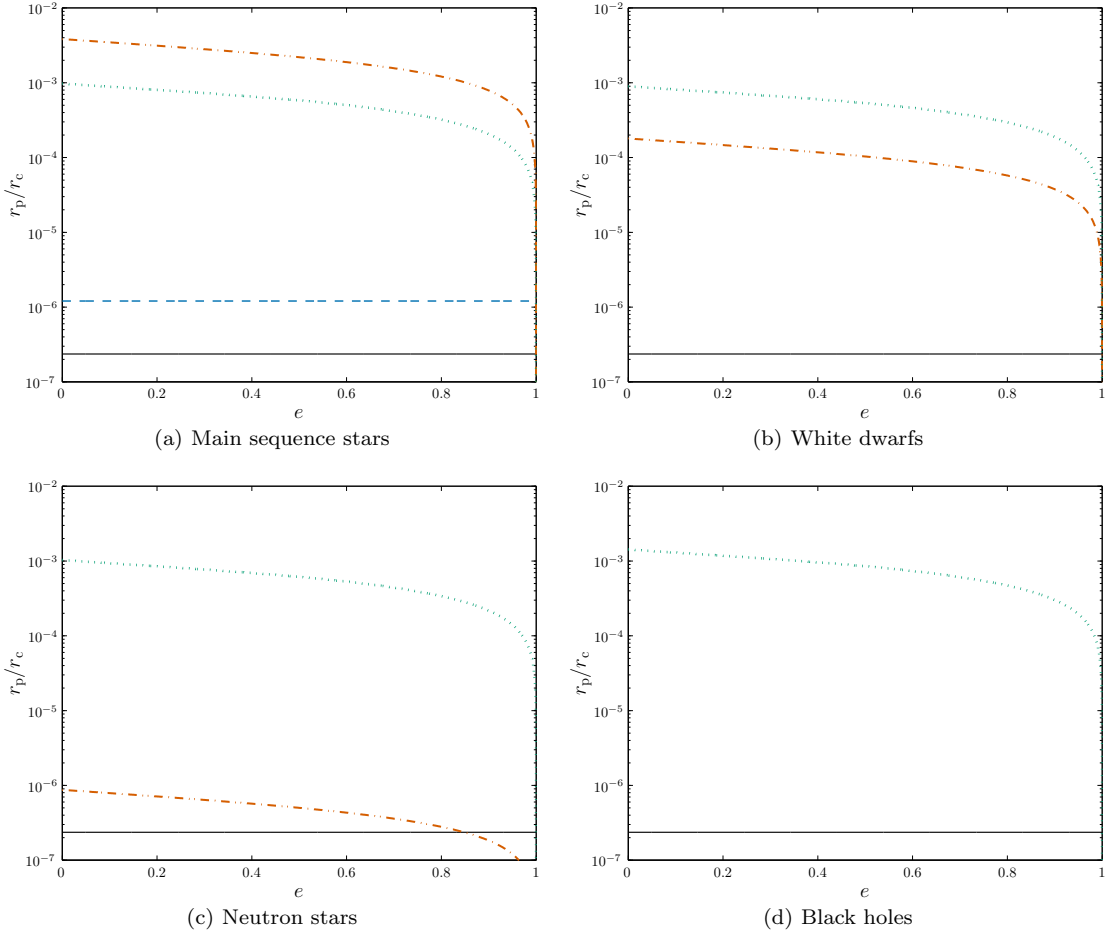 10⁻²
10⁻³
10⁻⁴
10⁻⁵
10⁻⁶
10⁻⁷
r_p/r_c
0 0.2 0.4 0.6 0.8 1
e
(a) Main sequence stars
10⁻²
10⁻³
10⁻⁴
10⁻⁵
10⁻⁶
10⁻⁷
r_p/r_c
0 0.2 0.4 0.6 0.8 1
e
(b) White dwarfs
10⁻²
10⁻³
10⁻⁴
10⁻⁵
10⁻⁶
10⁻⁷
r_p/r_c
0 0.2 0.4 0.6 0.8 1
e
(c) Neutron stars
10⁻²
10⁻³
10⁻⁴
10⁻⁵
10⁻⁶
10⁻⁷
r_p/r_c
0 0.2 0.4 0.6 0.8 1
e
(d) Black holes